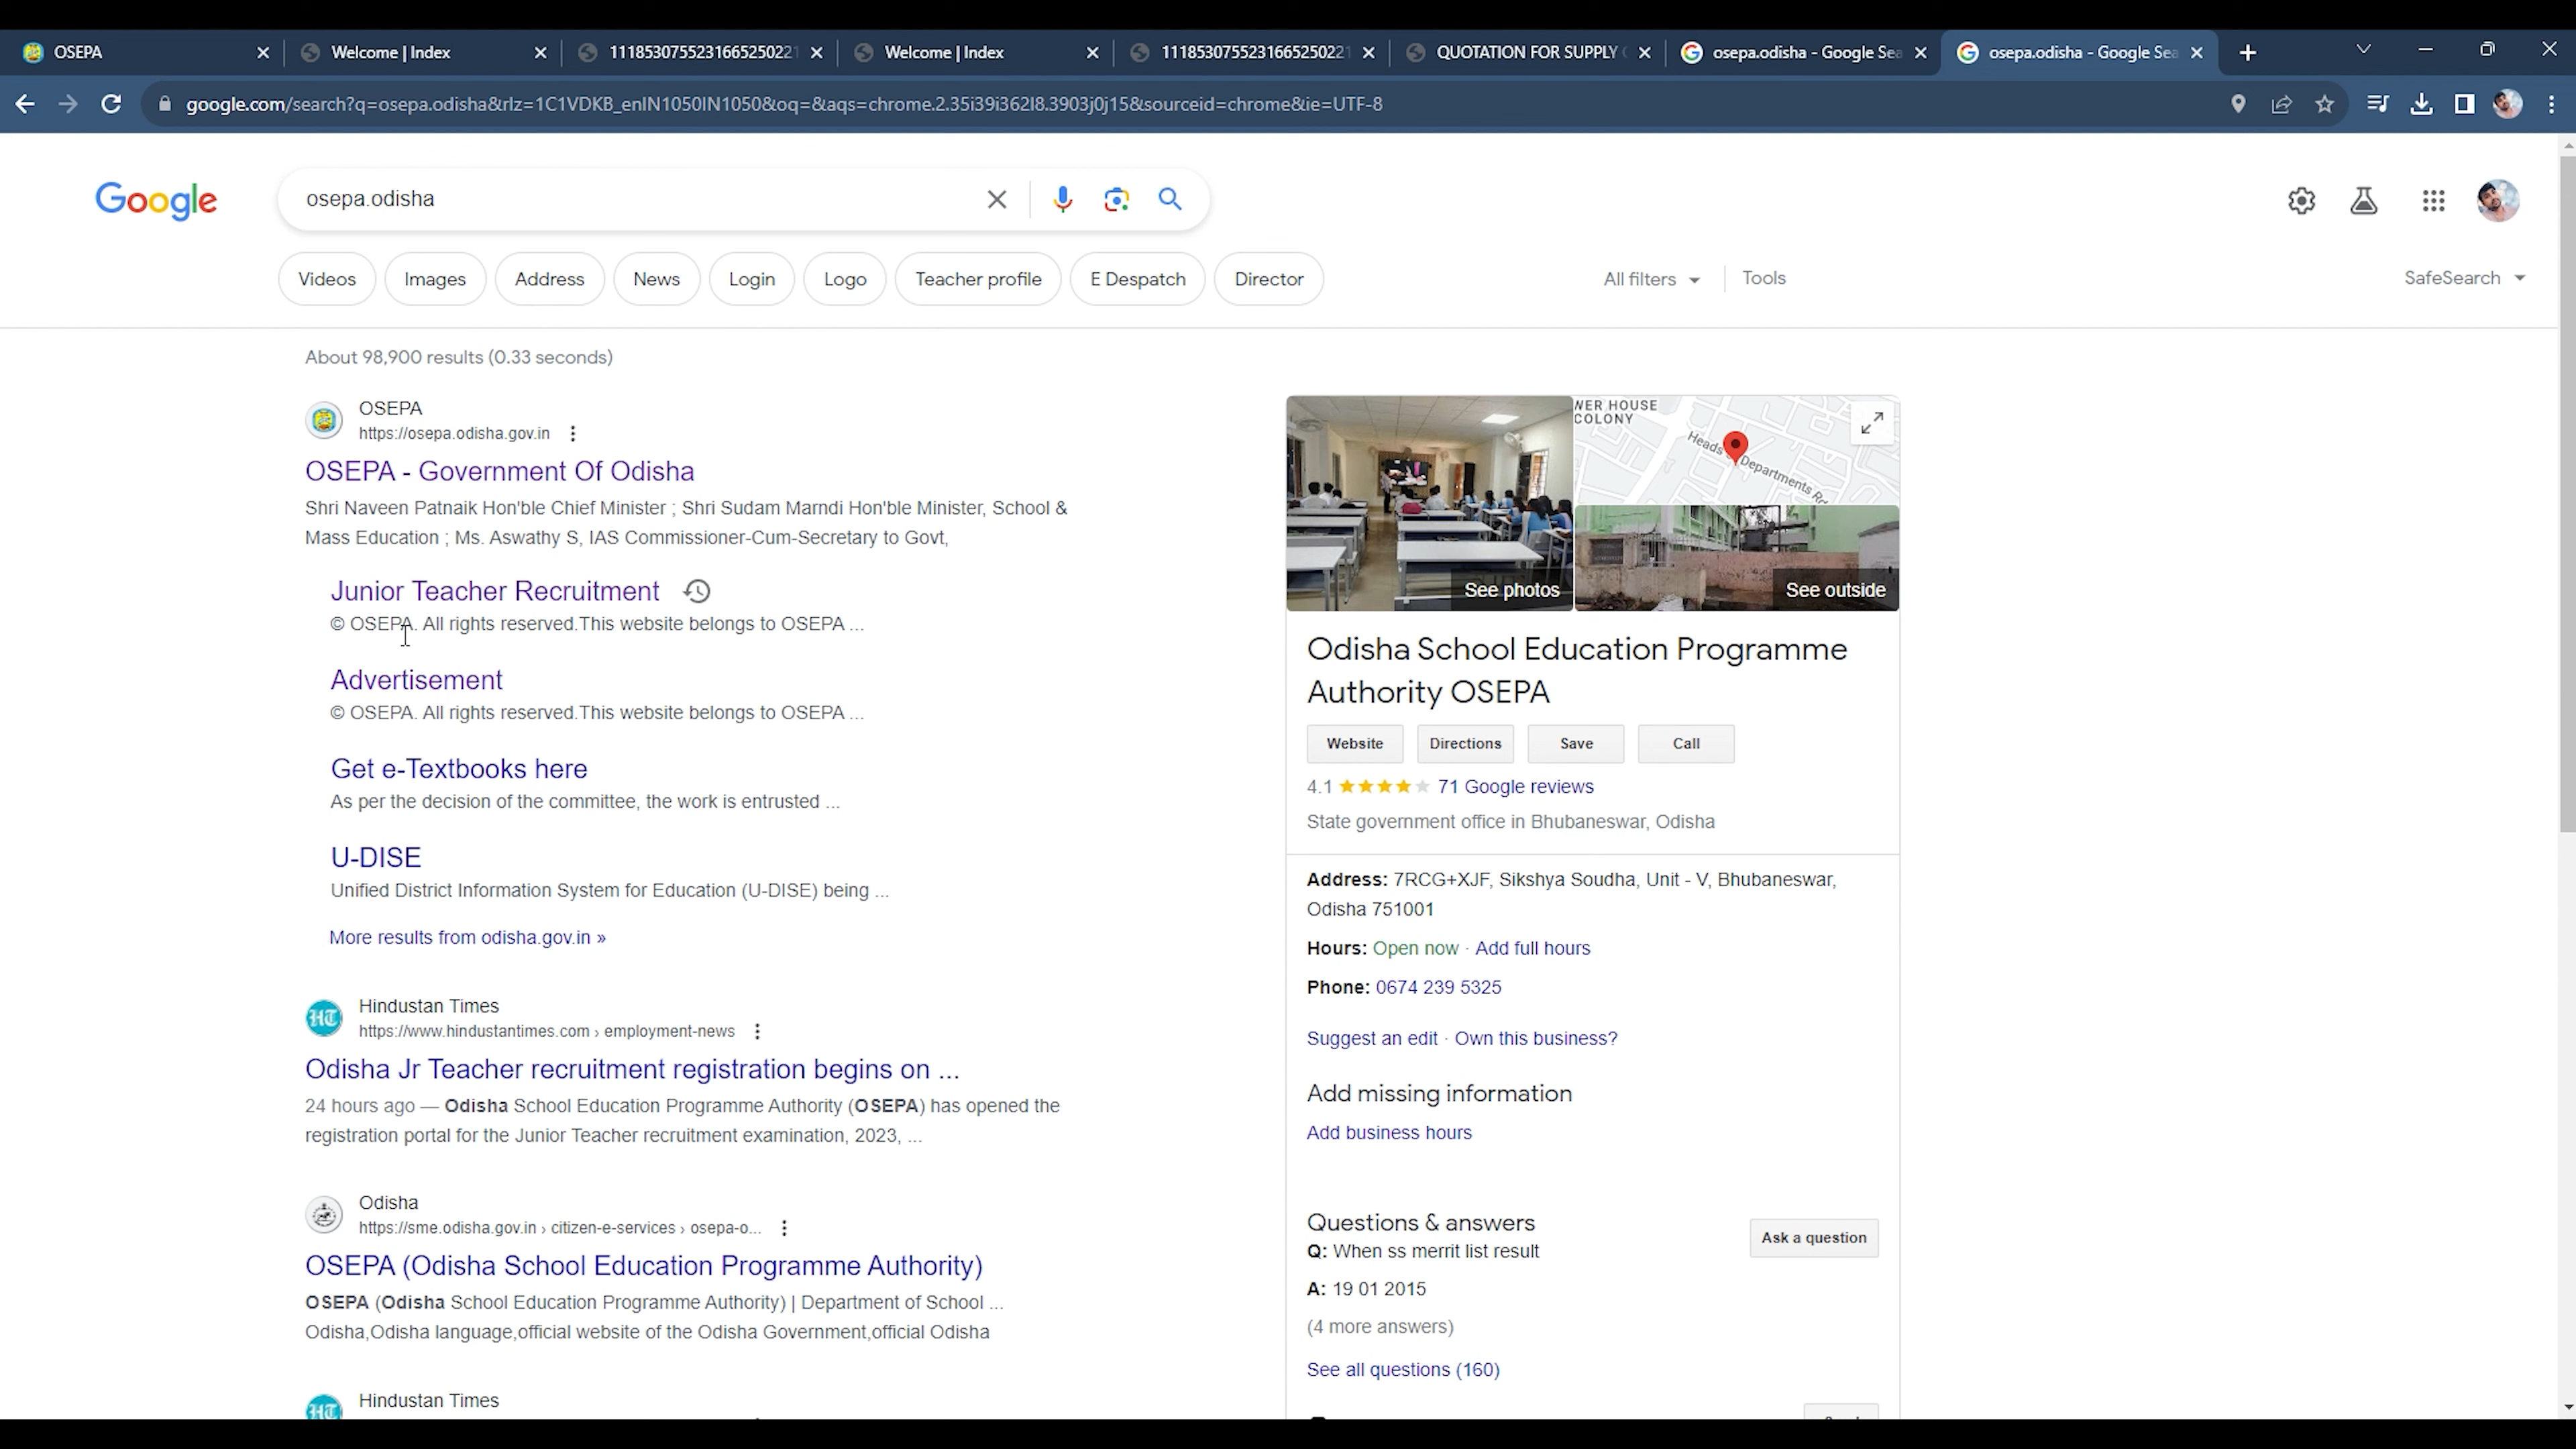 OSEPA
Welcome | Index
1118530755231665250221
Welcome | Index
1118530755231665250221
QUOTATION FOR SUPPLY
osepa.odisha - Google Sea
osepa.odisha - Google Sea
google.com/search?q=osepa.odisha&rlz=1C1VDKB_enIN1050IN1050&oq=&aqs=chrome.2.35i39i362l8.3903j0j15&sourceid=chrome&ie=UTF-8
Google
osepa.odisha
Videos
Images
Address
News
Login
Logo
Teacher profile
E Despatch
Director
All filters
Tools
SafeSearch
About 98,900 results (0.33 seconds)
OSEPA
https://osepa.odisha.gov.in
OSEPA - Government Of Odisha
Shri Naveen Patnaik Hon'ble Chief Minister ; Shri Sudam Marndi Hon'ble Minister, School &
Mass Education ; Ms. Aswathy S, IAS Commissioner-Cum-Secretary to Govt,
Junior Teacher Recruitment
© OSEPA. All rights reserved.This website belongs to OSEPA ...
Advertisement
© OSEPA. All rights reserved.This website belongs to OSEPA ...
Get e-Textbooks here
As per the decision of the committee, the work is entrusted ...
U-DISE
Unified District Information System for Education (U-DISE) being ...
More results from odisha.gov.in »
HT
Hindustan Times
https://www.hindustantimes.com › employment-news
Odisha Jr Teacher recruitment registration begins on ...
24 hours ago — Odisha School Education Programme Authority (OSEPA) has opened the
registration portal for the Junior Teacher recruitment examination, 2023, ...
Odisha
https://sme.odisha.gov.in › citizen-e-services › osepa-o...
OSEPA (Odisha School Education Programme Authority)
OSEPA (Odisha School Education Programme Authority) | Department of School ...
Odisha,Odisha language,official website of the Odisha Government,official Odisha
HT
Hindustan Times
See photos
WER HOUSE
COLONY
Heads
Departments Rd
See outside
Odisha School Education Programme
Authority OSEPA
Website
Directions
Save
Call
4.1
71 Google reviews
State government office in Bhubaneswar, Odisha
Address: 7RCG+XJF, Sikshya Soudha, Unit - V, Bhubaneswar,
Odisha 751001
Hours: Open now · Add full hours
Phone: 0674 239 5325
Suggest an edit · Own this business?
Add missing information
Add business hours
Questions & answers
Ask a question
Q: When ss merrit list result
A: 19 01 2015
(4 more answers)
See all questions (160)